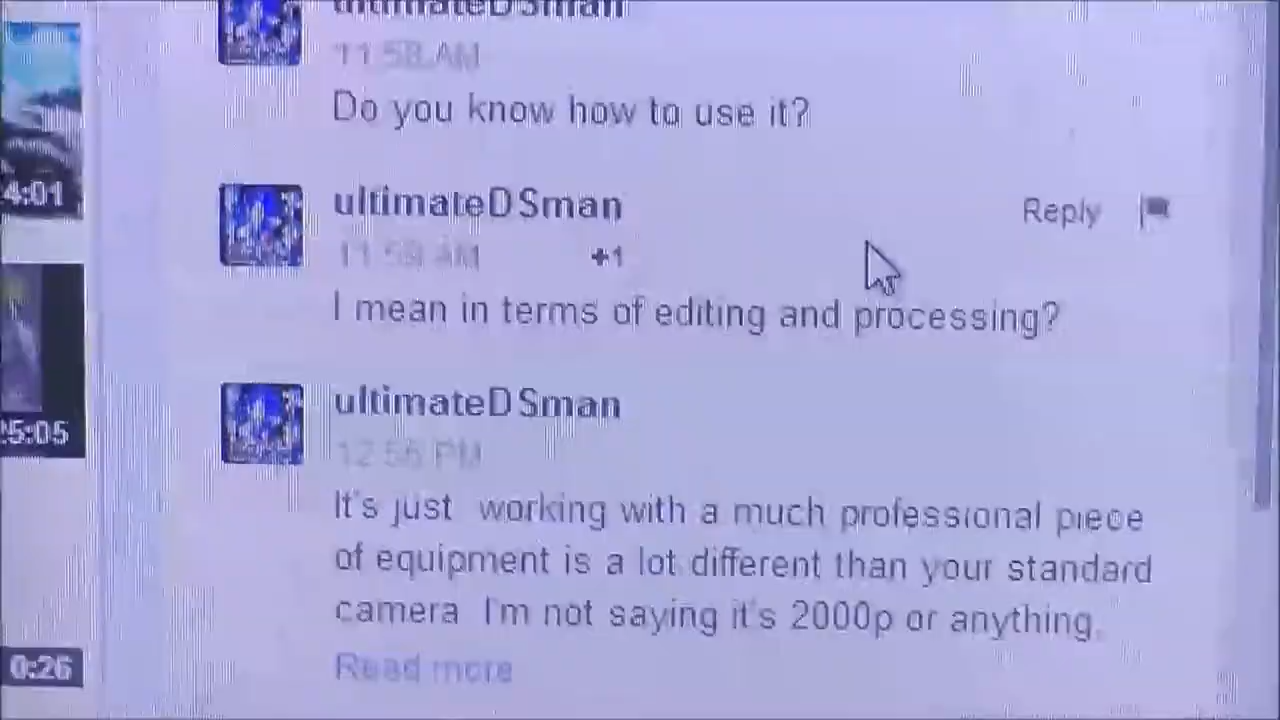 ultimateDSman
11:58 AM
Do you know how to use it?
4:01
ultimateDSman
Reply
11:59 AM
+1
I mean in terms of editing and processing?
ultimateDSman
25:05
12:56 PM
It's just working with a much professional piece
of equipment is a lot different than your standard
camera I'm not saying it's 2000p or anything.
Read more
0:26